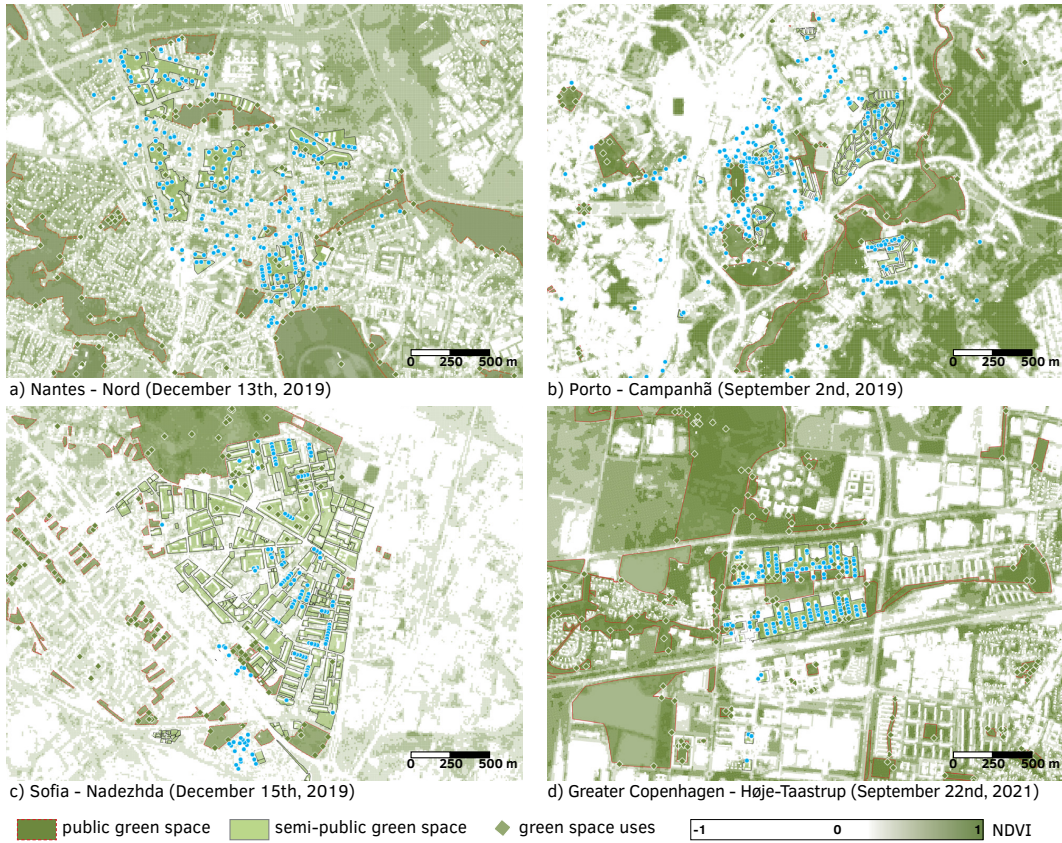 0 250 500 m
a) Nantes - Nord (December 13th, 2019)
0 250 500 m
b) Porto - Campanhã (September 2nd, 2019)
0 250 500 m
c) Sofia - Nadezhda (December 15th, 2019)
0 250 500 m
d) Greater Copenhagen - Høje-Taastrup (September 22nd, 2021)
public green space semi-public green space green space uses -1 0 1 NDVI